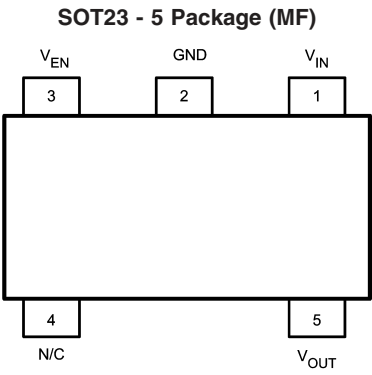 SOT23 - 5 Package (MF)
VEN GND VIN
3 2 1
4 5
N/C VOUT